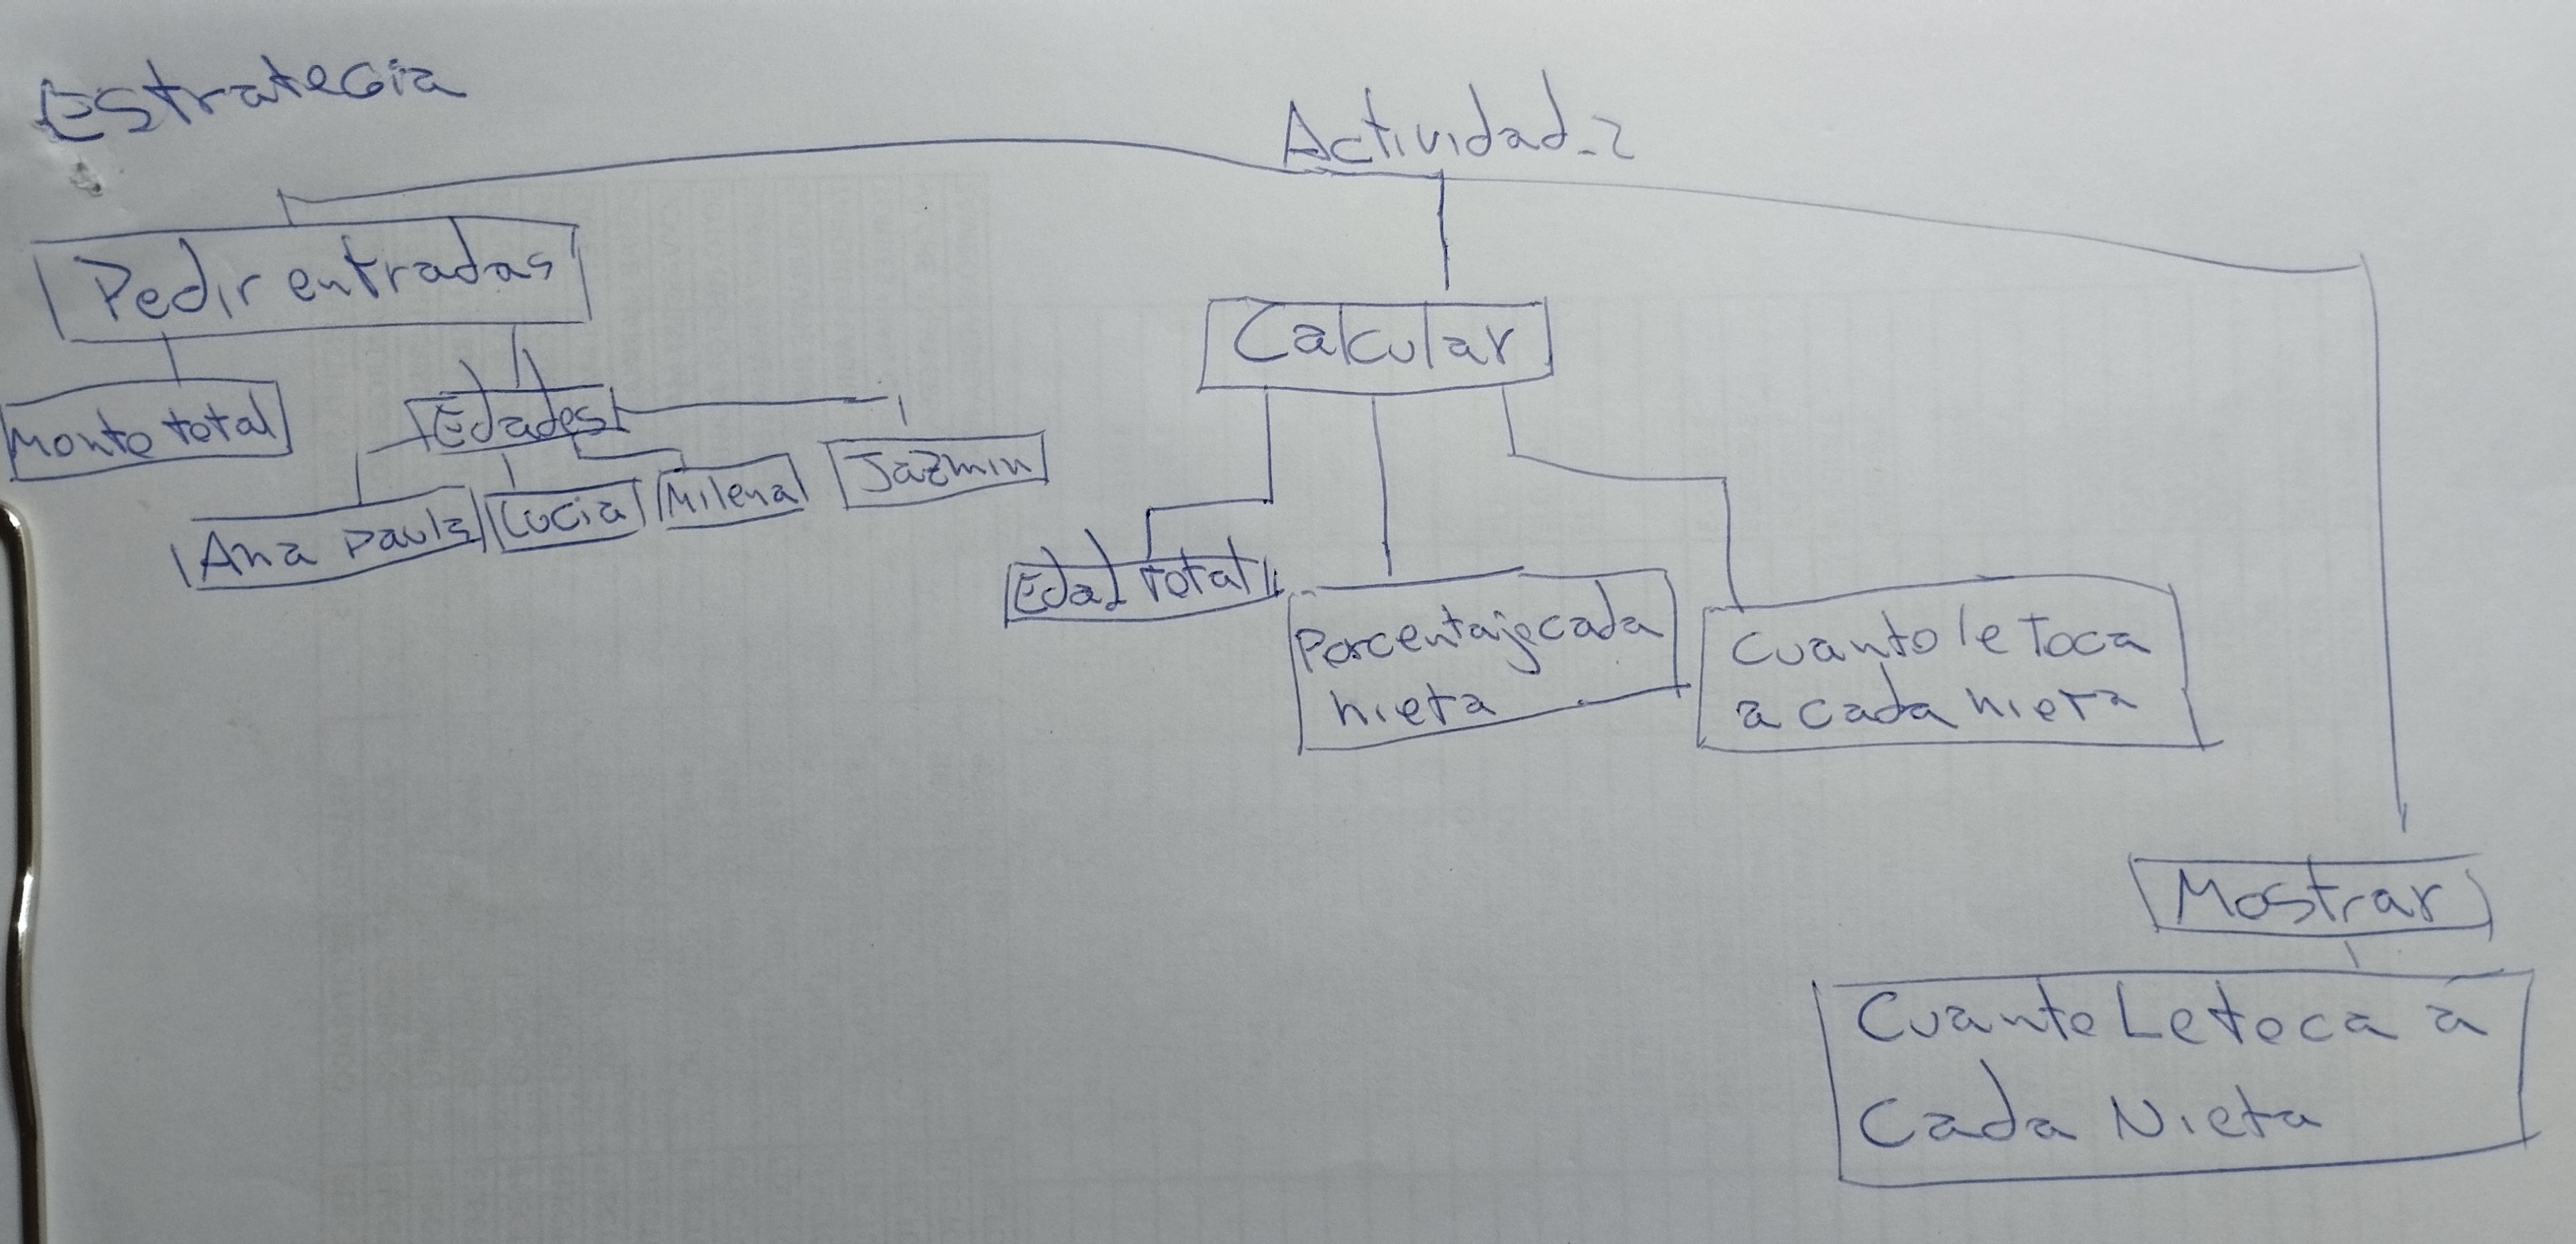 Estrategia
Actividad_2
Pedir entradas
Calcular
Monto total
Edades
Ana Paula
Lucia
Milena
Jazmin
Edad total
Porcentaje cada
nieta
Cuanto le Toca
a cada nieta
Mostrar
Cuanto Le toca a
Cada Nieta